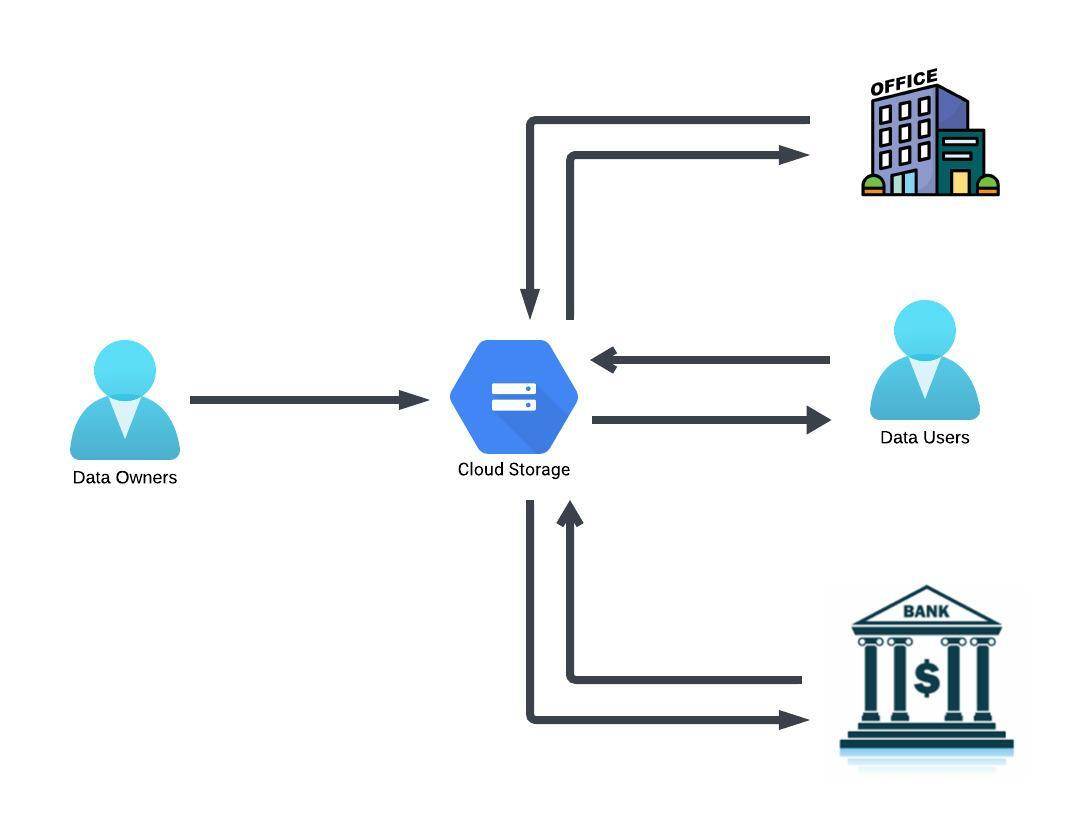 OFFICE
Data Owners
Cloud Storage
Data Users
BANK
$